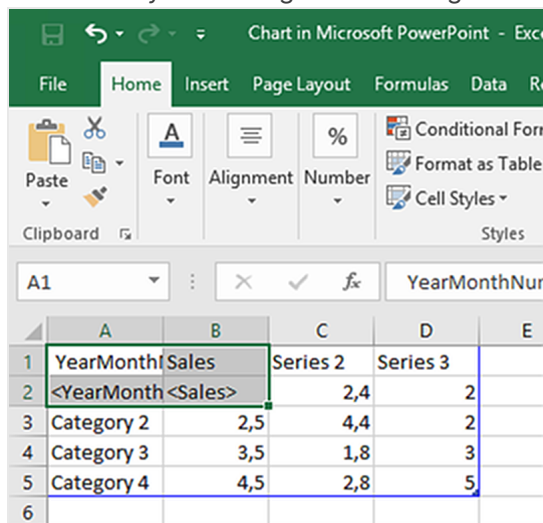 Chart in Microsoft PowerPoint - Exce
File Home Insert Page Layout Formulas Data R
Paste
Font
Alignment
Number
%
Conditional Forr
Format as Table
Cell Styles
Clipboard
Styles
A1 fx YearMonthNur
A B C D E
1 YearMonthI Sales Series 2 Series 3
2 <YearMonth <Sales> 2,4 2
3 Category 2 2,5 4,4 2
4 Category 3 3,5 1,8 3
5 Category 4 4,5 2,8 5
6